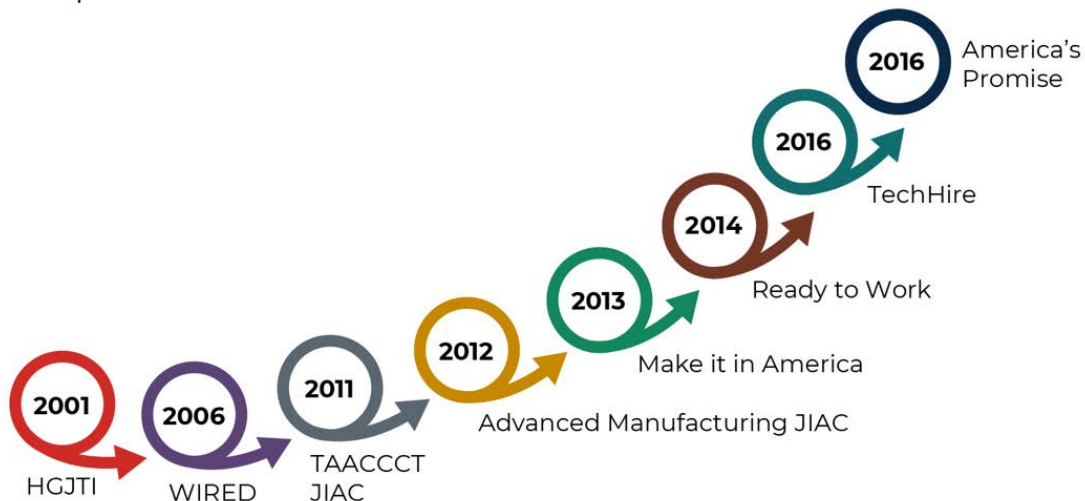 2001
HGJTI
2006
WIRED
2011
TAACCCT
JIAC
2012
Advanced Manufacturing JIAC
2013
Make it in America
2014
Ready to Work
2016
TechHire
2016
America's
Promise